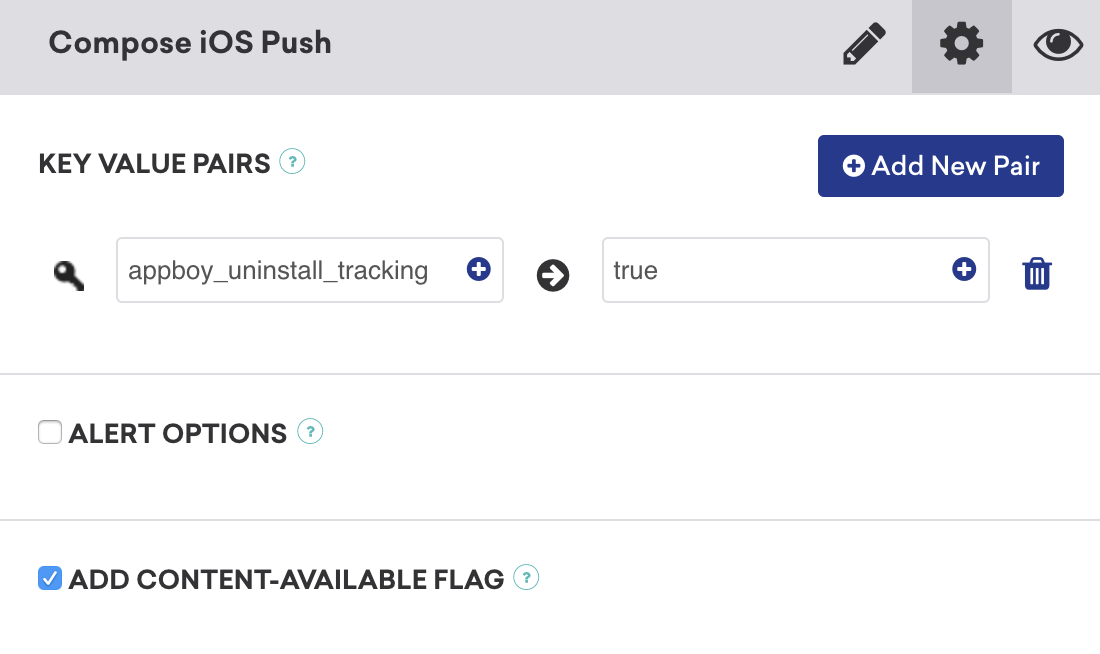 Compose iOS Push
KEY VALUE PAIRS ?
Add New Pair
appboy_uninstall_tracking
true
ALERT OPTIONS ?
ADD CONTENT-AVAILABLE FLAG ?